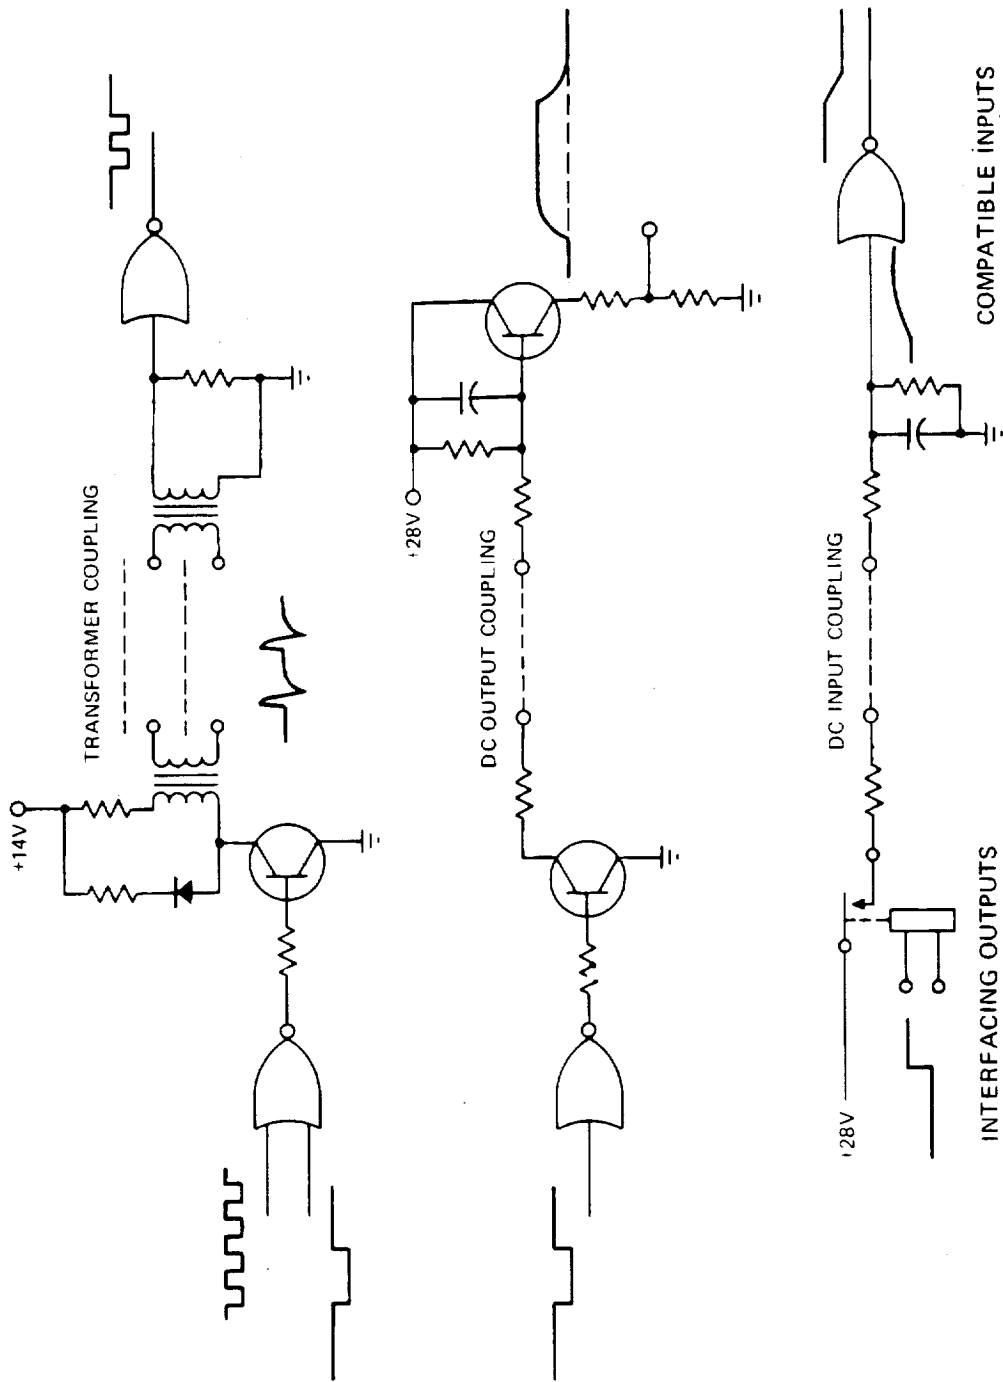 TRANSFORMER COUPLING
+14V
DC OUTPUT COUPLING
+28V
DC INPUT COUPLING
+28V
INTERFACING OUTPUTS
COMPATIBLE INPUTS